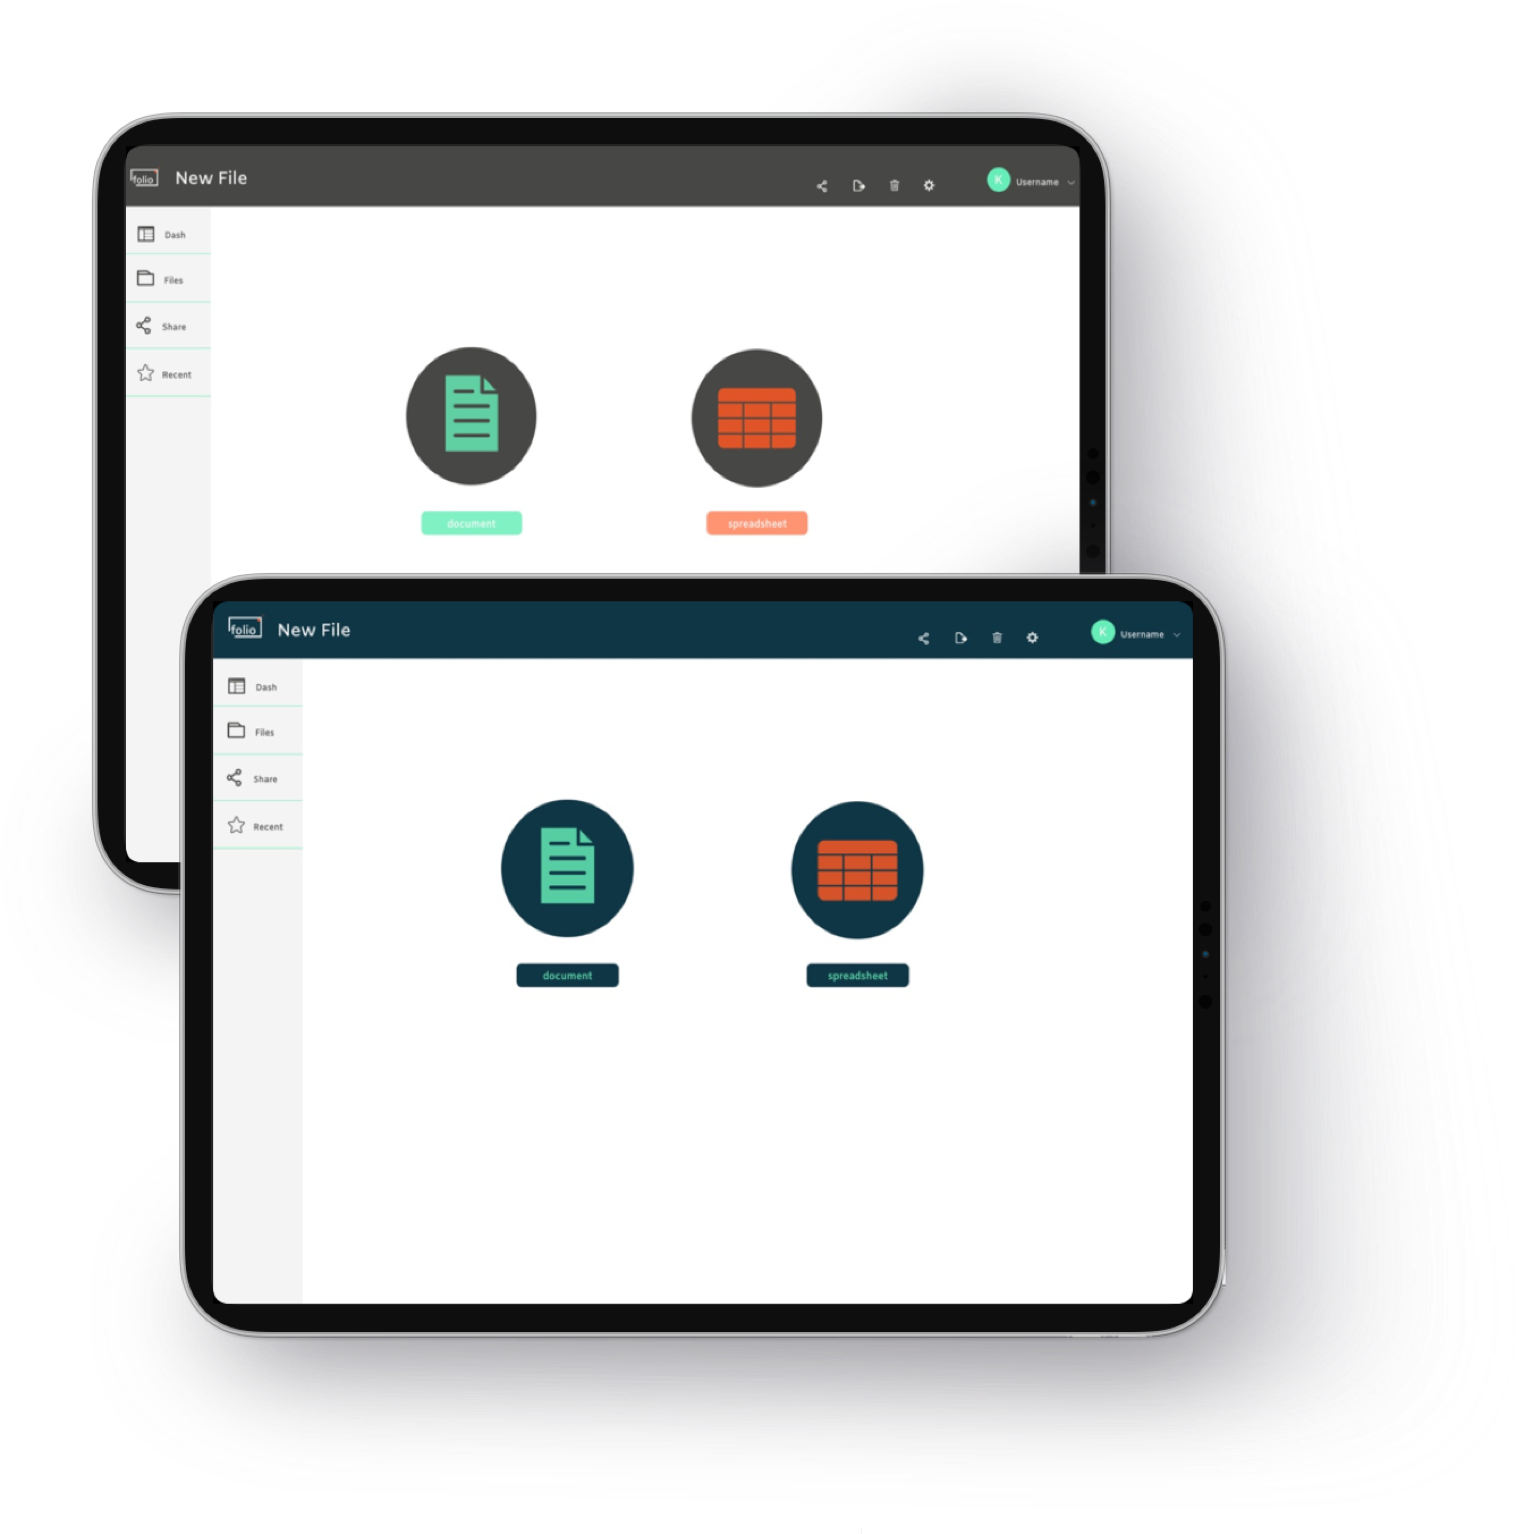 folio New File
K Username
Dash
Files
Share
Recent
document
spreadsheet
folio New File
K Username
Dash
Files
Share
Recent
document
spreadsheet